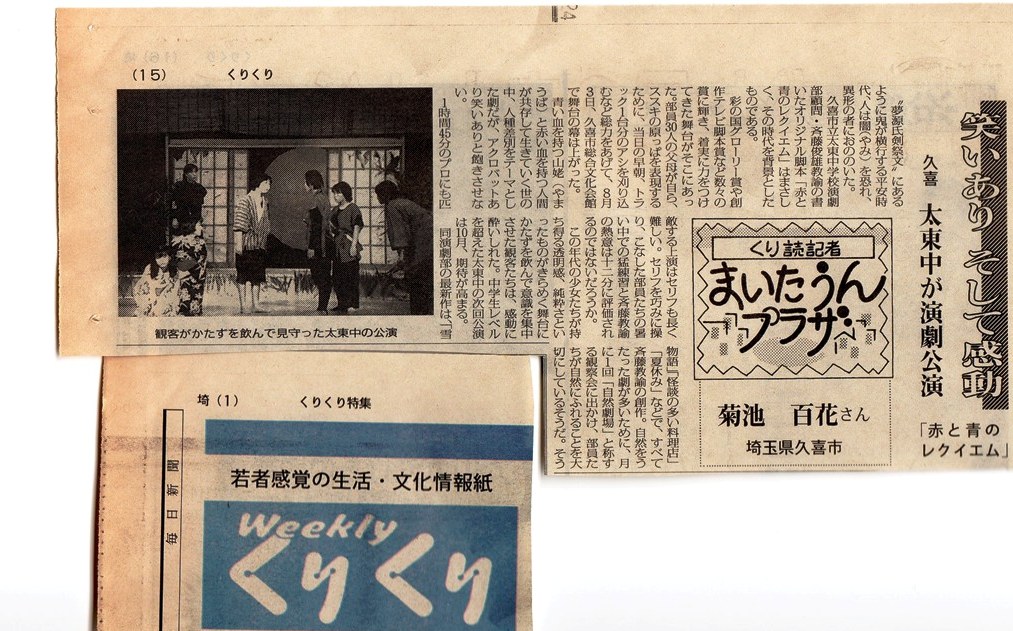 (15)
くりくり
笑いありそして感動
久喜 太東中が演劇公演
「赤と青の
レクイエム」
くり読記者
まいたうん
プラザ
菊池 百花さん
埼玉県久喜市
“夢源氏剣祭文”にある
ように鬼が横行する平安時
代、人は闇（やみ）を恐れ、
異形の者におののいた。
久喜市立太東中学校演劇
部顧問・斉藤俊雄教諭の書
いたオリジナル脚本「赤と
青のレクイエム」はまさし
く、その時代を背景とした
ものである。
彩の国グローリー賞や創
作テレビ脚本賞など数々の
賞に輝き、着実に力をつけ
てきた舞台がそこにあっ
た。部員30人の父母が自ら、
ススキの原っぱを表現する
ために、当日の早朝、トラ
ック1台分のアシを刈り込
むなど総力をあげて、8月
3日、久喜市総合文化会館
で舞台の幕は上がった。
青い血を持つ山姥（やま
うば）と赤い血を持つ人間
が共存して生きていく世の
中、人種差別をテーマとし
た劇だが、アクロバットあ
り笑いありと飽きさせな
い。
1時間45分のプロにも匹
敵する上演はセリフも長く
難しい。セリフを巧みに操
り、こなした部員たちの暑
い中での猛練習と斉藤教諭
の熱意は十二分に評価され
るのではないだろうか。
この年代の少女たちが持
ち得る透明感、純粋さとい
ったものがきらめく舞台に
かたずを飲んで意識を集中
させた観客たちは、感動に
酔いしれた。中学生レベル
を超えた太東中の次回公演
は10月、期待が高まる。
同演劇部の最新作は、「雪
物語」「怪談の多い料理店」
「夏休み」などで、すべて
斉藤教諭の創作。自然をう
たった劇が多いために、月
に1回「自然劇場」と称す
る観察会に出かけ、部員た
ちが自然にふれることを大
切にしているそうだ。そう
観客がかたずを飲んで見守った太東中の公演
埼(1)
くりくり特集
毎日新聞
若者感覚の生活・文化情報紙
Weekly
くりくり